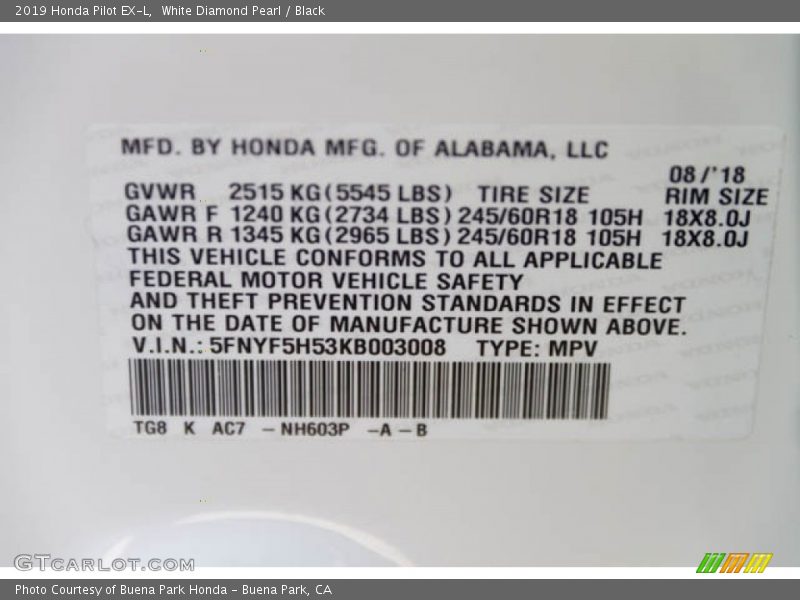 2019 Honda Pilot EX-L, White Diamond Pearl / Black
MFD. BY HONDA MFG. OF ALABAMA, LLC
08/'18
GVWR 2515 KG(5545 LBS) TIRE SIZE RIM SIZE
GAWR F 1240 KG(2734 LBS) 245/60R18 105H 18X8.0J
GAWR R 1345 KG(2965 LBS) 245/60R18 105H 18X8.0J
THIS VEHICLE CONFORMS TO ALL APPLICABLE
FEDERAL MOTOR VEHICLE SAFETY
AND THEFT PREVENTION STANDARDS IN EFFECT
ON THE DATE OF MANUFACTURE SHOWN ABOVE.
V.I.N.: 5FNYF5H53KB003008 TYPE: MPV
TG8 K AC7 -NH603P -A-B
GTcarlot.com
Photo Courtesy of Buena Park Honda - Buena Park, CA